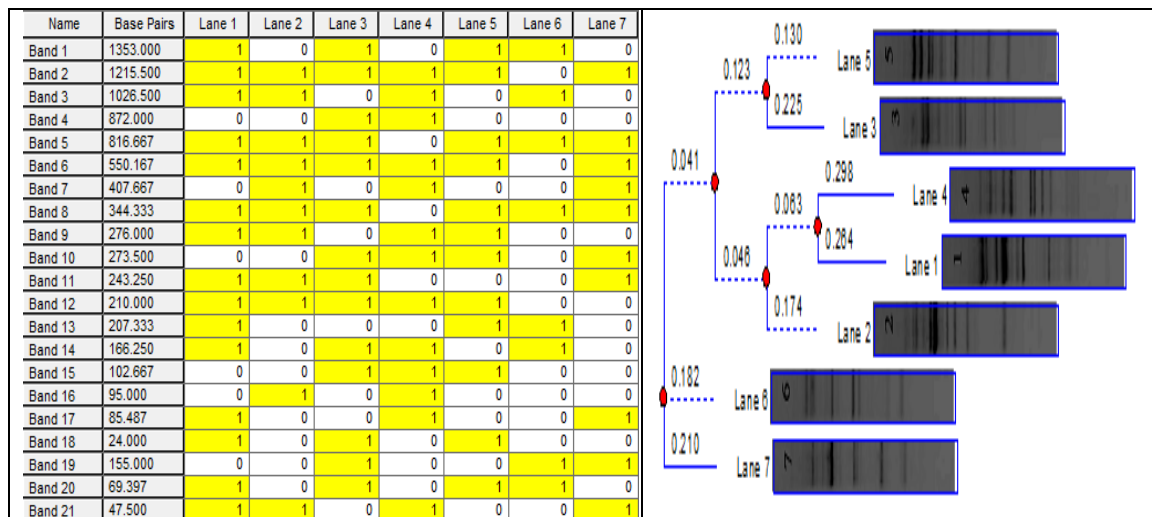 Name Base Pairs Lane 1 Lane 2 Lane 3 Lane 4 Lane 5 Lane 6 Lane 7
Band 1 1353.000 1 0 1 0 1 1 0
Band 2 1215.500 1 1 1 1 1 0 1
Band 3 1026.500 1 1 0 1 0 1 0
Band 4 872.000 0 0 1 1 0 0 0
Band 5 816.667 1 1 1 0 1 1 1
Band 6 550.167 1 1 1 1 1 0 1
Band 7 407.667 0 1 0 1 0 0 1
Band 8 344.333 1 1 1 0 1 1 1
Band 9 276.000 1 1 0 1 1 0 0
Band 10 273.500 0 0 1 1 1 0 1
Band 11 243.250 1 1 1 0 0 0 1
Band 12 210.000 1 1 1 1 1 0 0
Band 13 207.333 1 0 0 0 1 1 0
Band 14 166.250 1 0 1 1 0 1 0
Band 15 102.667 0 0 1 1 1 0 0
Band 16 95.000 0 1 0 1 0 0 0
Band 17 85.487 1 0 0 1 0 0 1
Band 18 24.000 1 0 1 0 1 0 0
Band 19 155.000 0 0 1 0 0 1 1
Band 20 69.397 1 0 1 0 1 1 0
Band 21 47.500 1 1 0 1 0 0 1
0.130
Lane 5 5
0.123
0.225
Lane 3 3
0.041
0.298
Lane 4 4
0.063
0.264
Lane 1 1
0.046
0.174
Lane 2 2
0.182
Lane 6 6
0.210
Lane 7 7